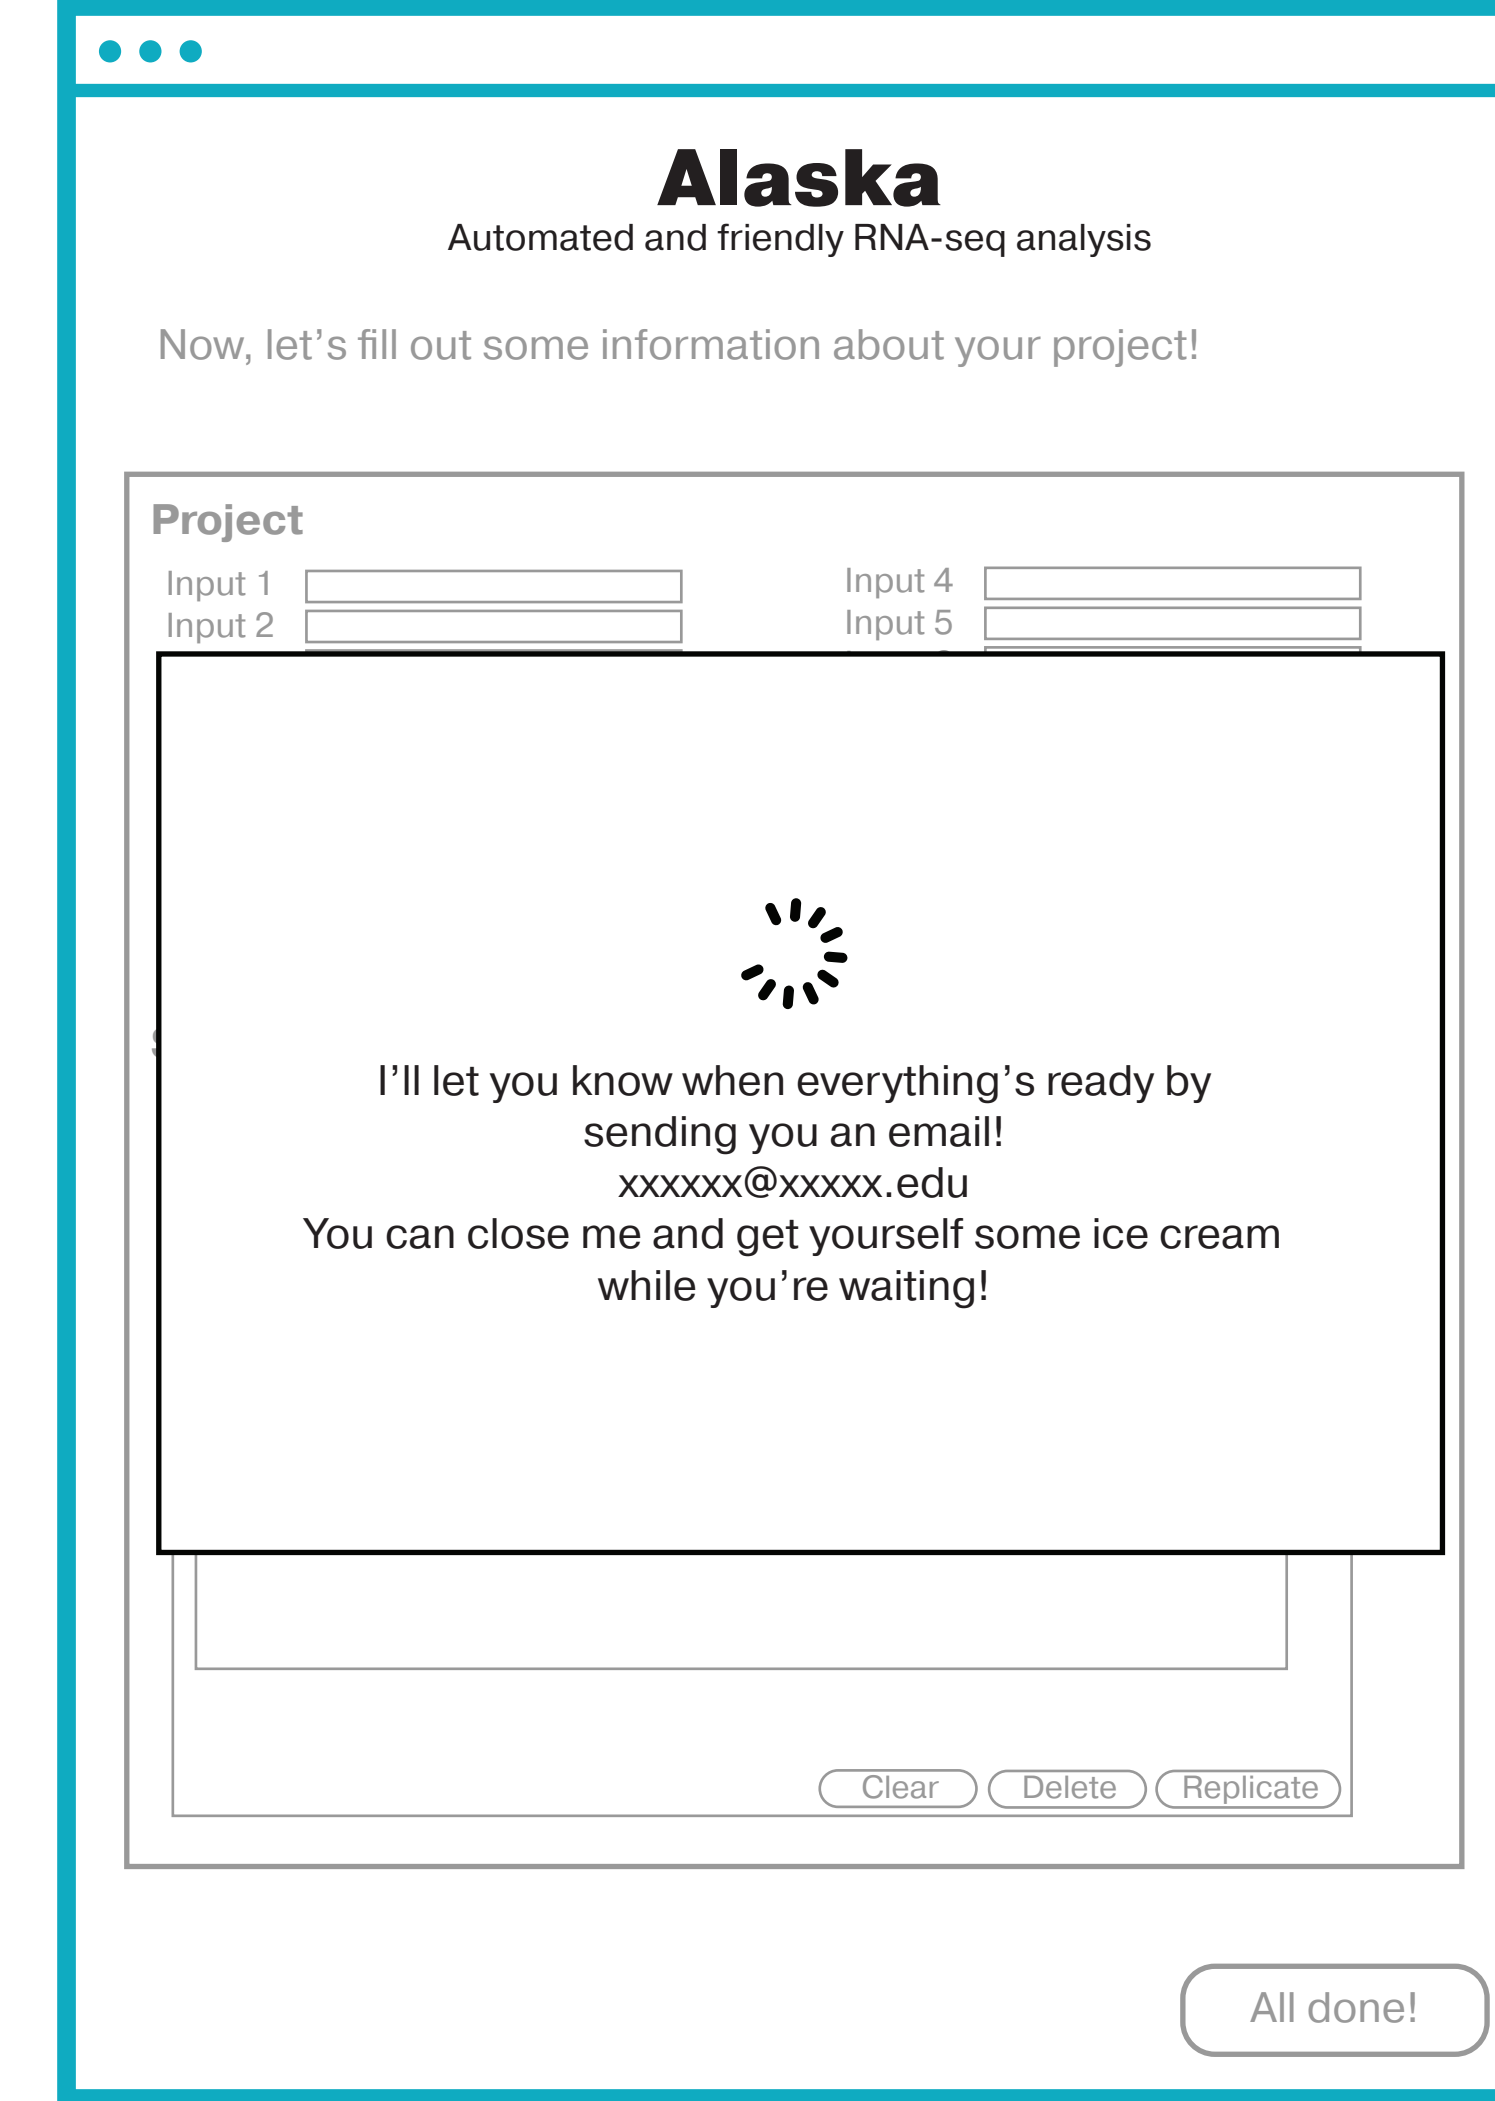 Alaska
Automated and friendly RNA-seq analysis
Now, let’s fill out some information about your project!
Project
Input 1
Input 4
Input 2
Input 5
I’ll let you know when everything’s ready by
sending you an email!
xxxxxx@xxxxx.edu
You can close me and get yourself some ice cream
while you’re waiting!
Clear
Delete
Replicate
All done!